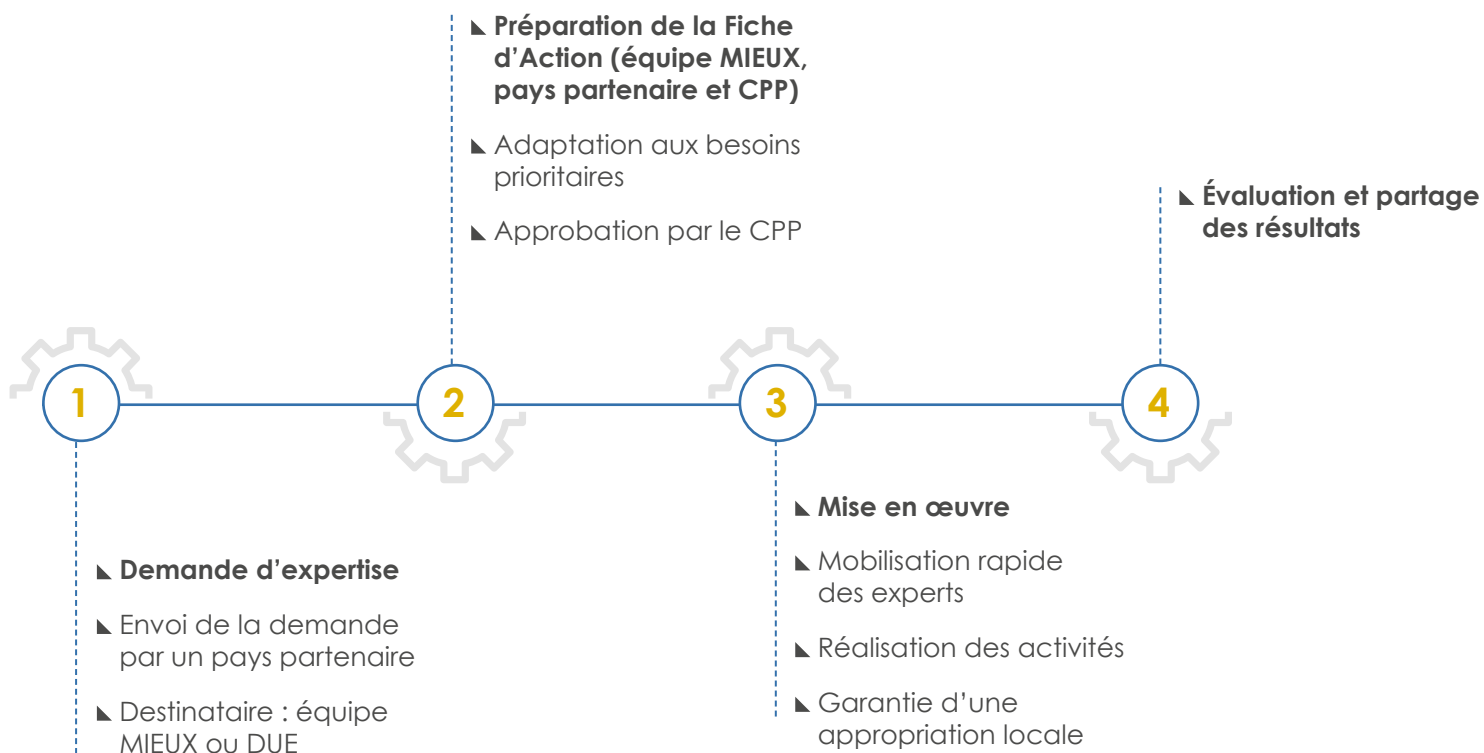 1
Demande d’expertise
Envoi de la demande
par un pays partenaire
Destinataire : équipe
MIEUX ou DUE
2
Préparation de la Fiche
d’Action (équipe MIEUX,
pays partenaire et CPP)
Adaptation aux besoins
prioritaires
Approbation par le CPP
3
Mise en œuvre
Mobilisation rapide
des experts
Réalisation des activités
Garantie d’une
appropriation locale
4
Évaluation et partage
des résultats